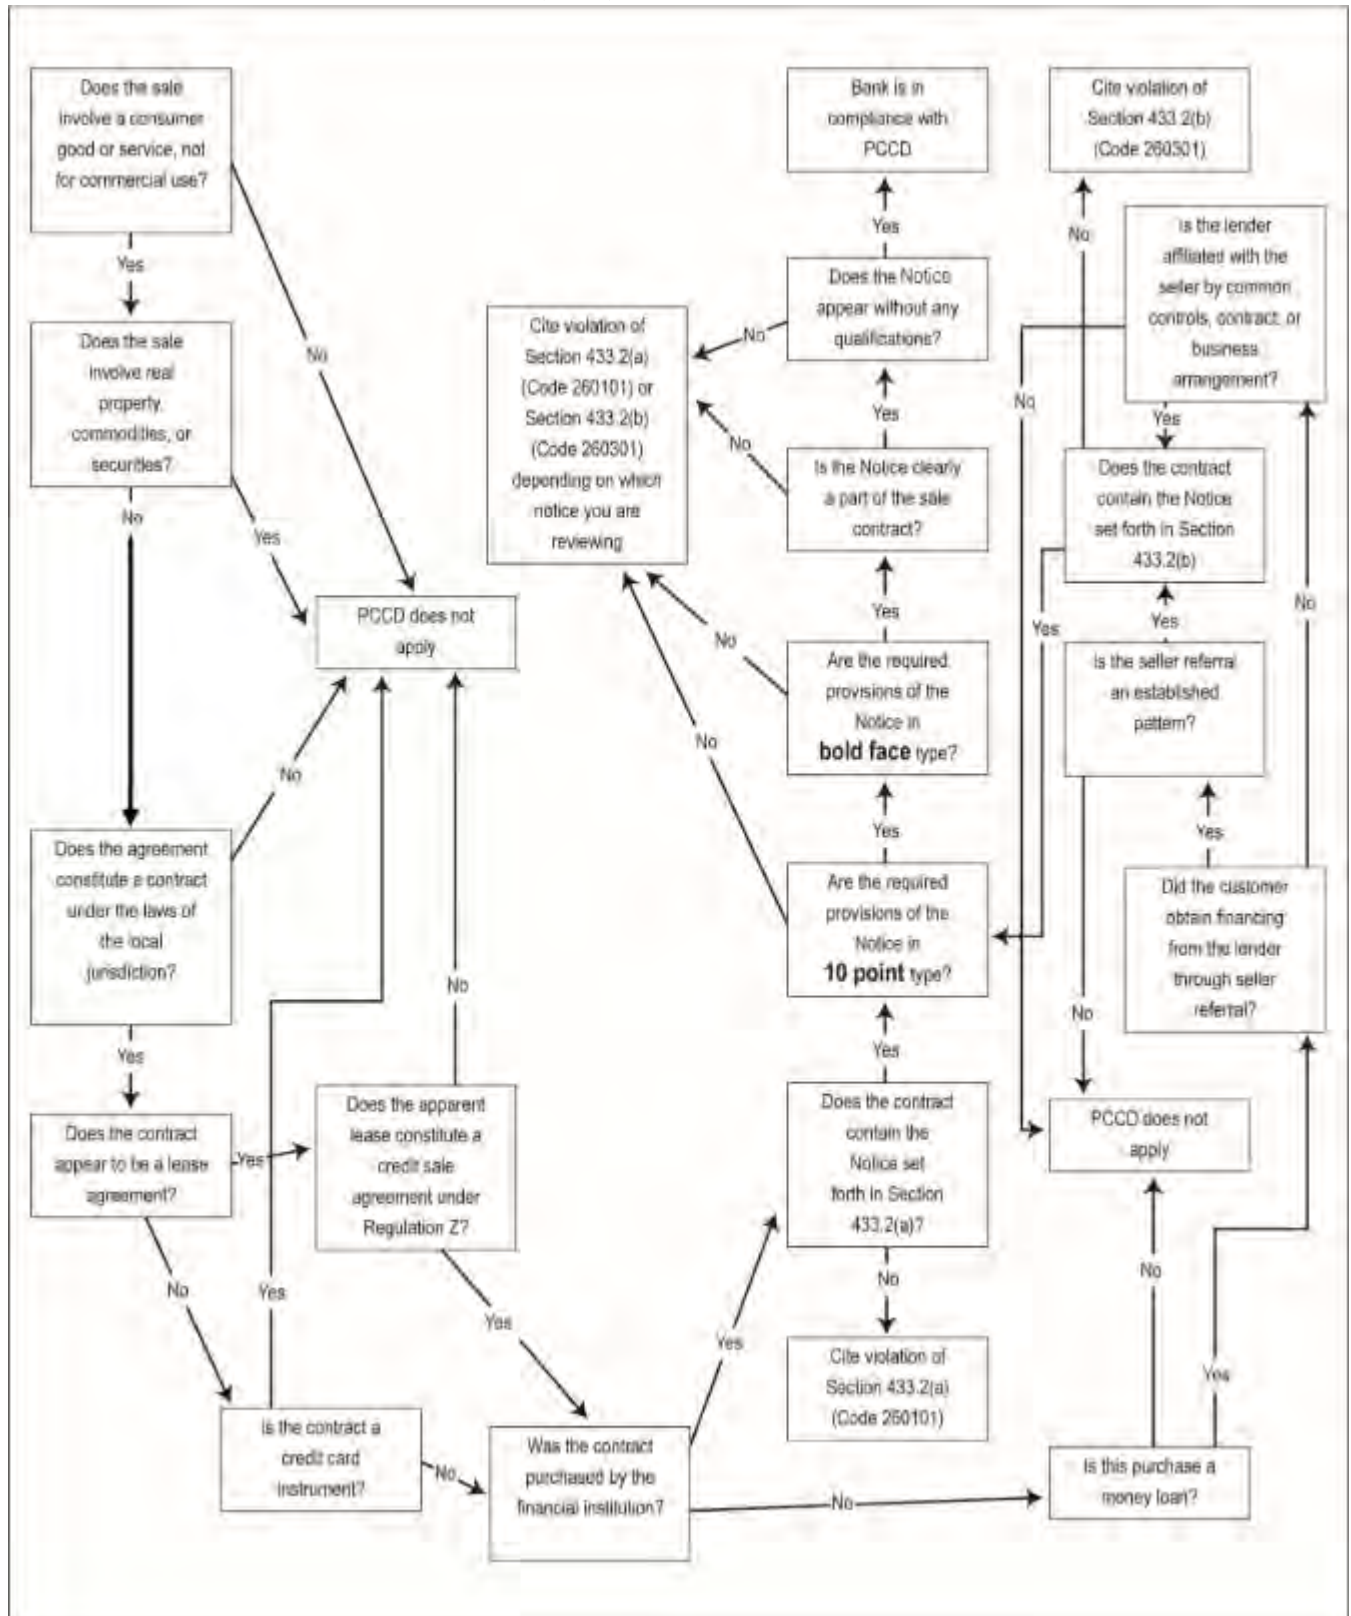 Does the sale
involve a consumer
good or service, not
for commercial use?
Yes
No
Does the sale
involve real
property,
commodities, or
securities?
No
Yes
PCCD does not
apply
Does the agreement
constitute a contract
under the laws of
the local
jurisdiction?
No
Yes
Does the contract
appear to be a lease
agreement?
Yes
No
Does the apparent
lease constitute a
credit sale
agreement under
Regulation Z?
No
Yes
Is the contract a
credit card
instrument?
Yes
No
Was the contract
purchased by the
financial institution?
Yes
No
Does the contract
contain the
Notice set
forth in Section
433.2(a)?
No
Cite violation of
Section 433.2(a)
(Code 260101)
Yes
Are the required
provisions of the
Notice in
10 point type?
No
Yes
Are the required
provisions of the
Notice in
bold face type?
No
Yes
Is the Notice clearly
a part of the sale
contract?
No
Yes
Does the Notice
appear without any
qualifications?
No
Yes
Bank is in
compliance with
PCCD
Cite violation of
Section 433.2(a)
(Code 260101) or
Section 433.2(b)
(Code 260301)
depending on which
notice you are
reviewing
Is this purchase a
money loan?
No
Yes
PCCD does not
apply
Did the customer
obtain financing
from the lender
through seller
referral?
Yes
No
Is the seller referral
an established
pattern?
No
Yes
Is the lender
affiliated with the
seller by common
controls, contract, or
business
arrangement?
No
Yes
Does the contract
contain the Notice
set forth in Section
433.2(b)
Yes
No
Cite violation of
Section 433.2(b)
(Code 260301)